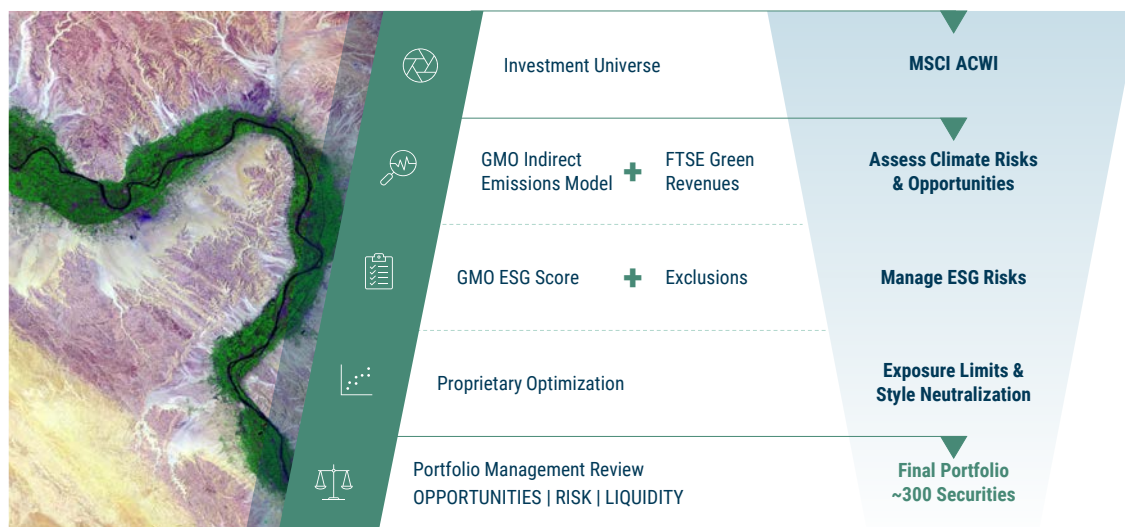 Investment Universe
MSCI ACWI
GMO Indirect
Emissions Model
FTSE Green
Revenues
Assess Climate Risks
& Opportunities
GMO ESG Score
Exclusions
Manage ESG Risks
Proprietary Optimization
Exposure Limits &
Style Neutralization
Portfolio Management Review
OPPORTUNITIES | RISK | LIQUIDITY
Final Portfolio
~300 Securities